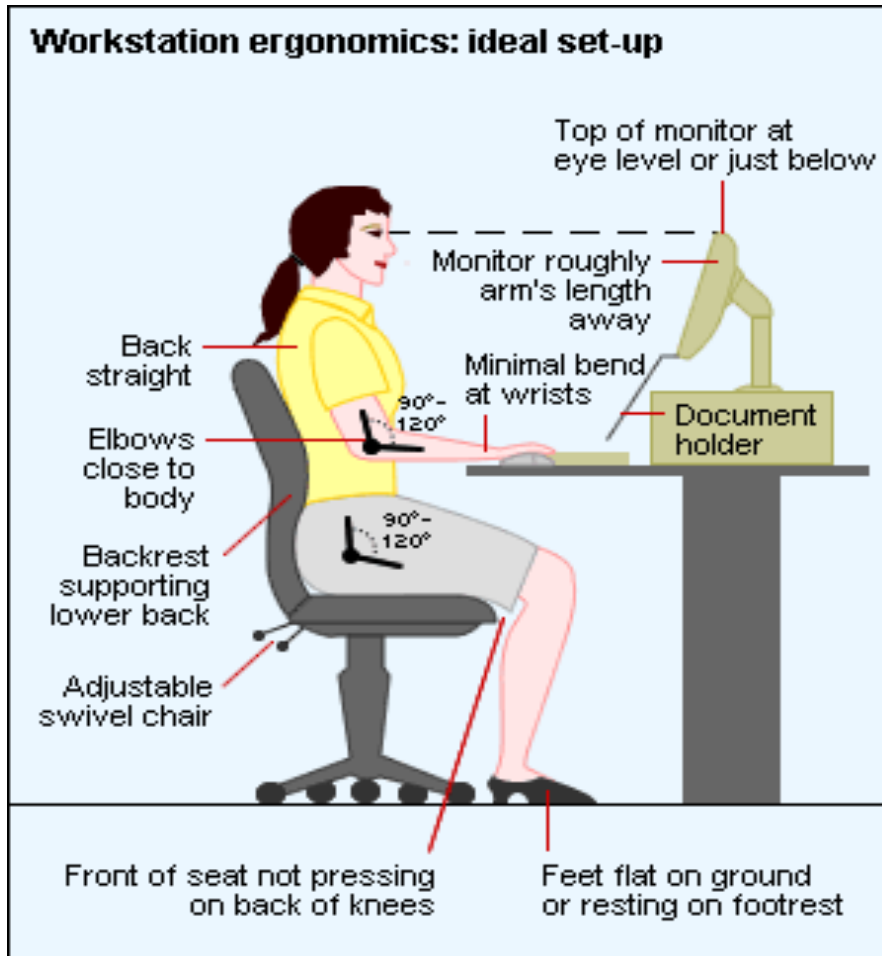 Workstation ergonomics: ideal set-up
Top of monitor at
eye level or just below
Monitor roughly
arm's length
away
Back
straight
Minimal bend
at wrists
90°-
120°
Document
holder
Elbows
close to
body
90°-
120°
Backrest
supporting
lower back
Adjustable
swivel chair
Front of seat not pressing
on back of knees
Feet flat on ground
or resting on footrest